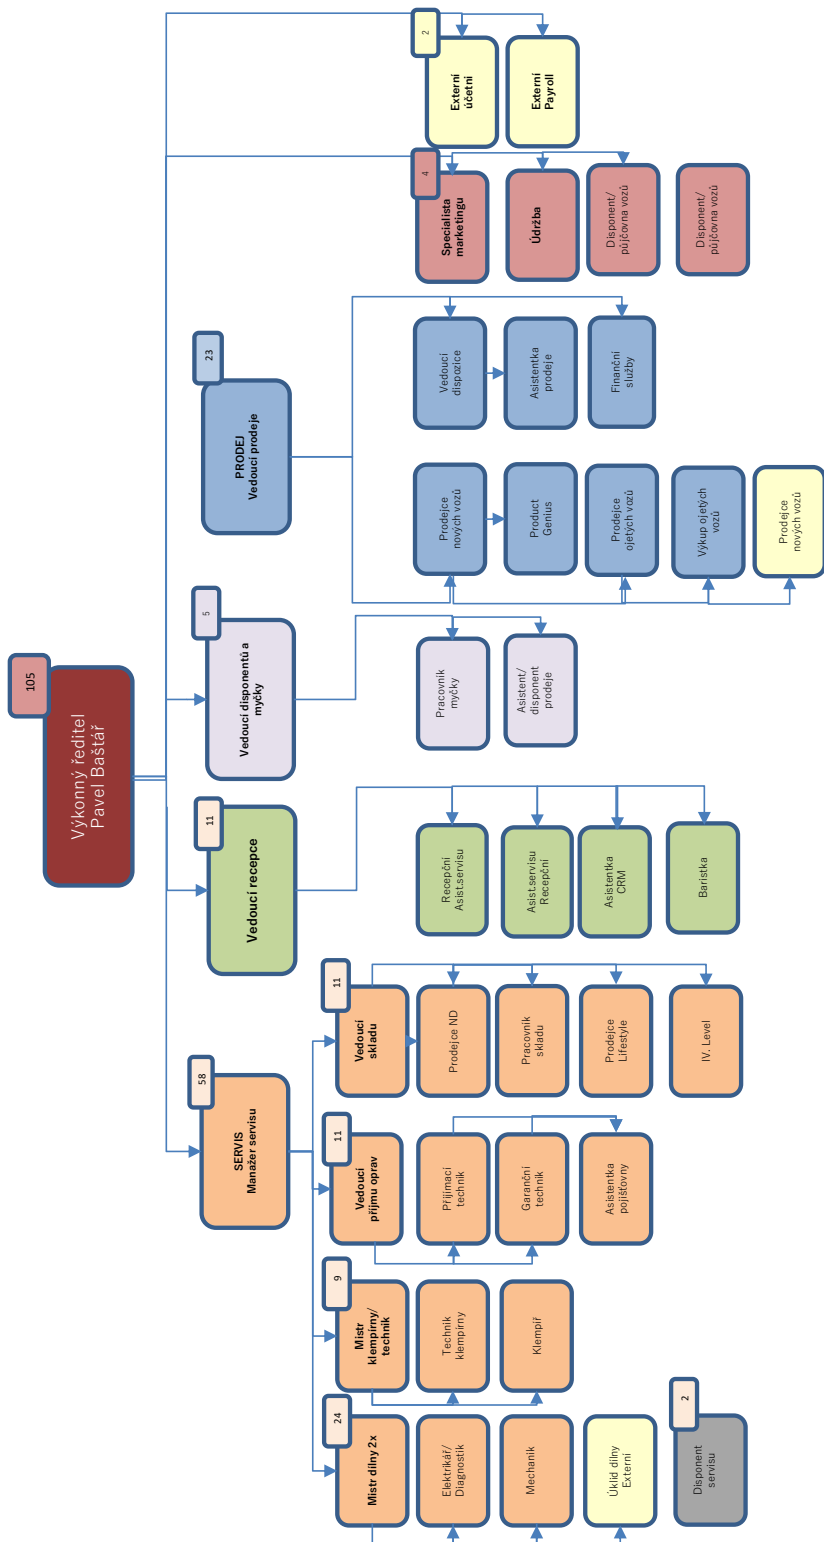 105
Výkonný ředitel
Pavel Baštář
58
SERVIS
Manažer servisu
11
Vedoucí recepce
5
Vedoucí disponentů a
myčky
23
PRODEJ
Vedoucí prodeje
24
Mistr dílny 2x
9
Mistr
klempírny/
technik
11
Vedoucí
příjmu oprav
11
Vedoucí
skladu
Elektrikář/
Diagnostik
Mechanik
Úklid dílny
Externí
2
Disponent
servisu
Technik
klempírny
Klempíř
Přijímací
technik
Garanční
technik
Asistentka
pojišťovny
Prodejce ND
Pracovník
skladu
Prodejce
Lifestyle
IV. Level
Recepční
Asist.servisu
Asist.servisu
Recepční
Asistentka
CRM
Baristka
Pracovník
myčky
Asistent/
disponent
prodeje
Prodejce
nových vozů
Product
Genius
Prodejce
ojetých vozů
Výkup ojetých
vozů
Prodejce
nových vozů
Vedoucí
dispozice
Asistentka
prodeje
Finanční
služby
4
Specialista
marketingu
Údržba
Disponent/
půjčovna vozů
Disponent/
půjčovna vozů
2
Externí
účetní
Externí
Payroll